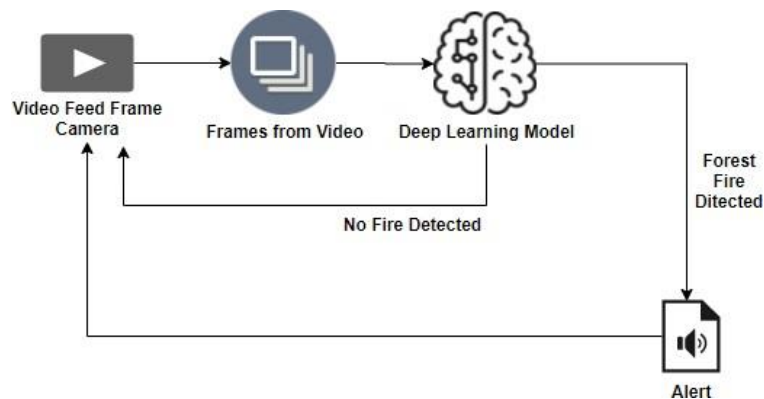 Video Feed Frame
Camera
Frames from Video
Deep Learning Model
Forest
Fire
Ditected
No Fire Detected
Alert